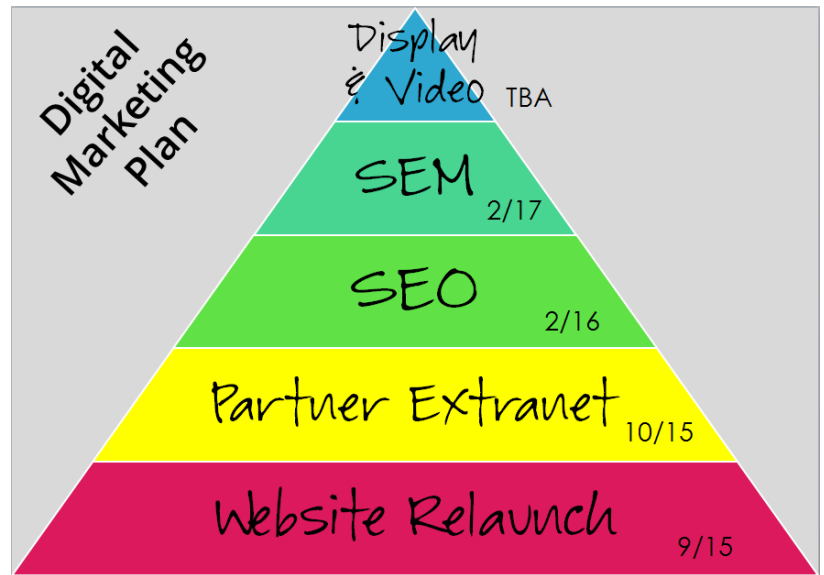 Digital
Marketing
Plan
Display
& Video TBA
SEM
2/17
SEO
2/16
Partner Extranet
10/15
Website Relaunch
9/15